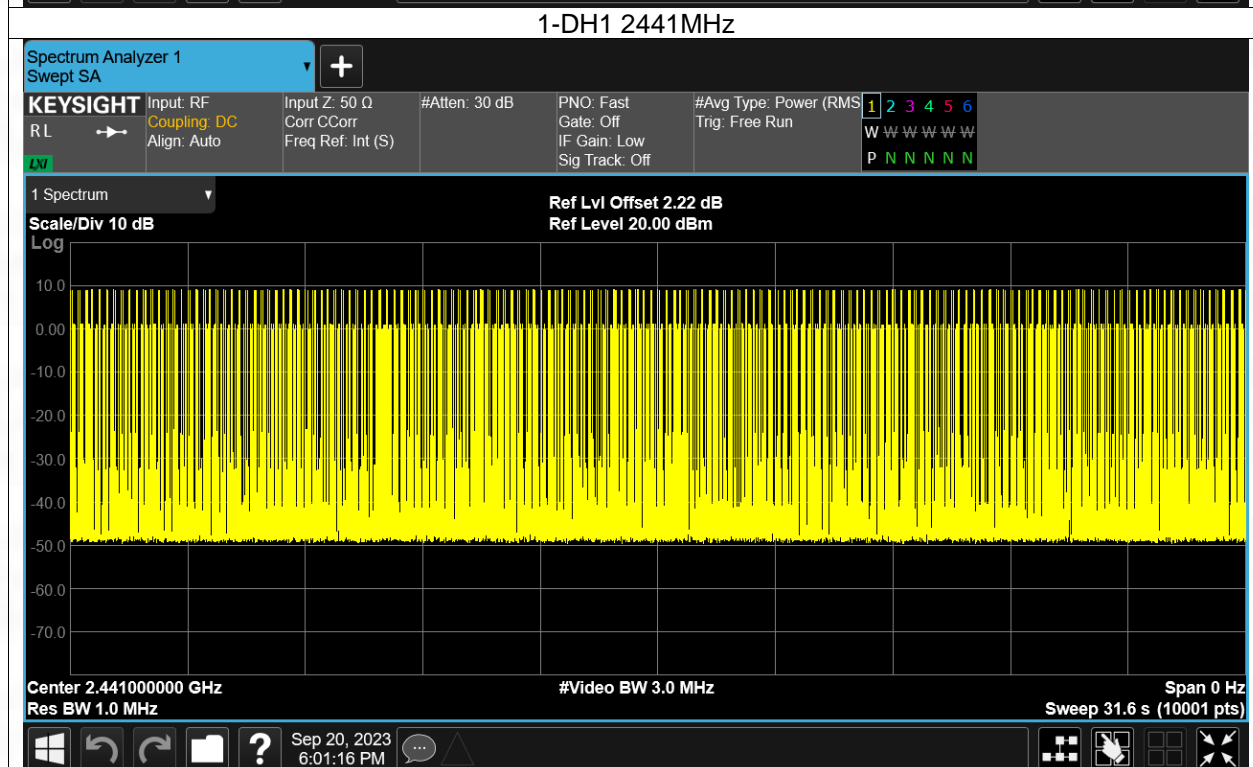 1-DH1 2441MHz
Spectrum Analyzer 1
Swept SA
+
KEYSIGHT Input: RF Input Z: 50 Ω #Atten: 30 dB PNO: Fast #Avg Type: Power (RMS 1 2 3 4 5 6
RL Coupling: DC Corr CCorr Gate: Off Trig: Free Run W W W W W W
Align: Auto Freq Ref: Int (S) IF Gain: Low
LXI Sig Track: Off P N N N N N
1 Spectrum
Ref Lvl Offset 2.22 dB
Scale/Div 10 dB Ref Level 20.00 dBm
Log
10.0
0.00
-10.0
-20.0
-30.0
-40.0
-50.0
-60.0
-70.0
Center 2.441000000 GHz #Video BW 3.0 MHz Span 0 Hz
Res BW 1.0 MHz Sweep 31.6 s (10001 pts)
? Sep 20, 2023
6:01:16 PM